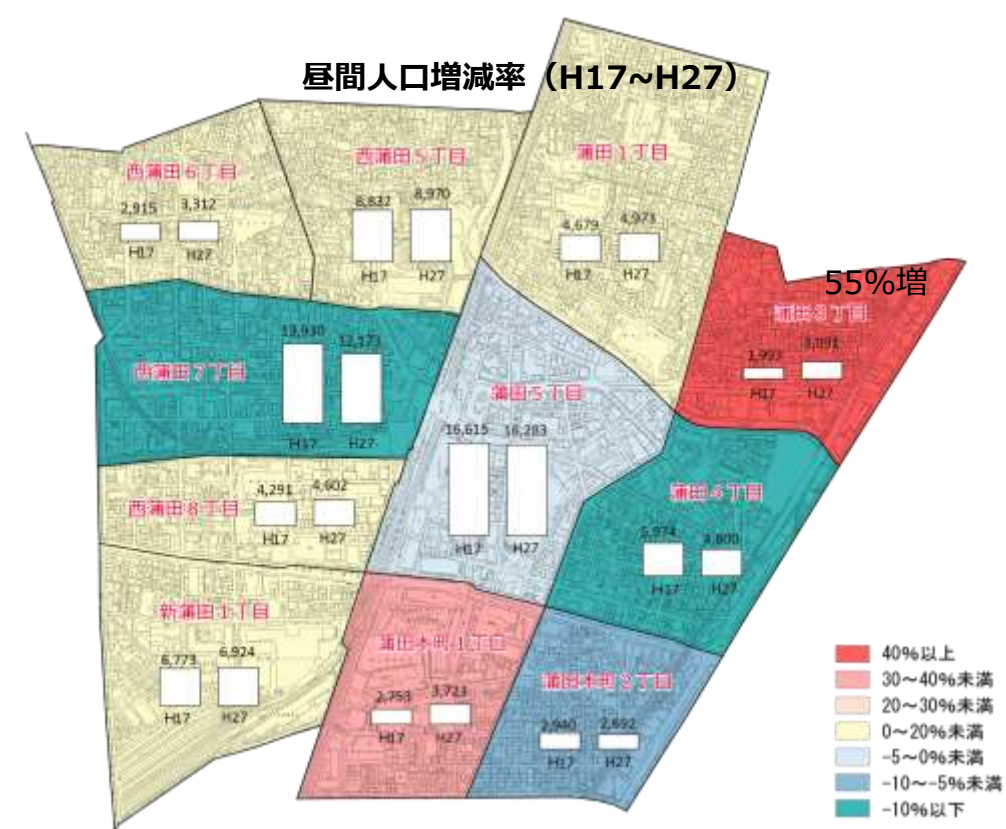 昼間人口増減率（H17~H27）
西蒲田６丁目
2,915
3,312
H17
H27
西蒲田５丁目
8,822
8,970
H17
H27
蒲田１丁目
4,679
4,973
H17
H27
55%増
蒲田３丁目
1,993
3,091
H17
H27
西蒲田７丁目
13,930
12,173
H17
H27
蒲田５丁目
16,615
16,283
H17
H27
西蒲田８丁目
4,291
4,602
H17
H27
蒲田４丁目
5,974
4,800
H17
H27
新蒲田１丁目
6,773
6,924
H17
H27
蒲田本町１丁目
2,753
3,723
H17
H27
蒲田本町２丁目
2,940
2,692
H17
H27
40%以上
30～40%未満
20～30%未満
0～20%未満
-5～0%未満
-10～-5%未満
-10%以下